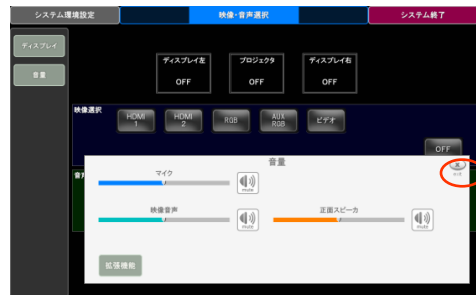 システム環境設定
映像・音声選択
システム終了
ディスプレイ
音量
ディスプレイ左
OFF
プロジェクタ
OFF
ディスプレイ右
OFF
映像選択
HDMI
1
HDMI
2
RGB
AUX
RGB
ビデオ
OFF
音量
マイク
mute
映像音声
mute
正面スピーカ
mute
拡張機能